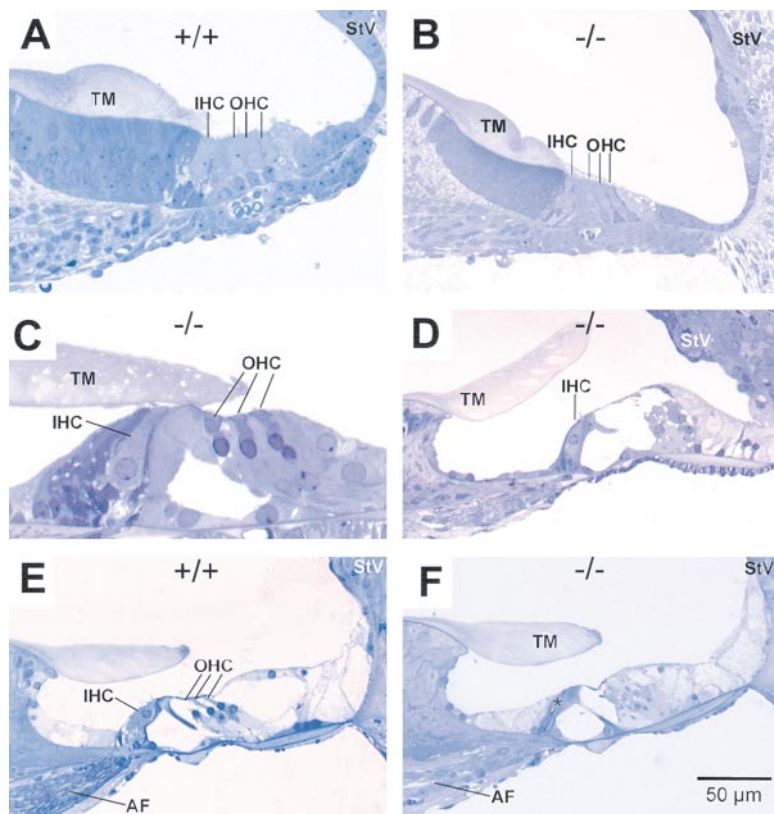 A
+/+
StV
TM
IHC OHC
B
-/-
StV
TM
IHC
OHC
C
-/-
TM
OHC
IHC
D
-/-
StV
IHC
TM
E
+/+
StV
OHC
IHC
AF
F
-/-
StV
TM
*
AF
50 µm